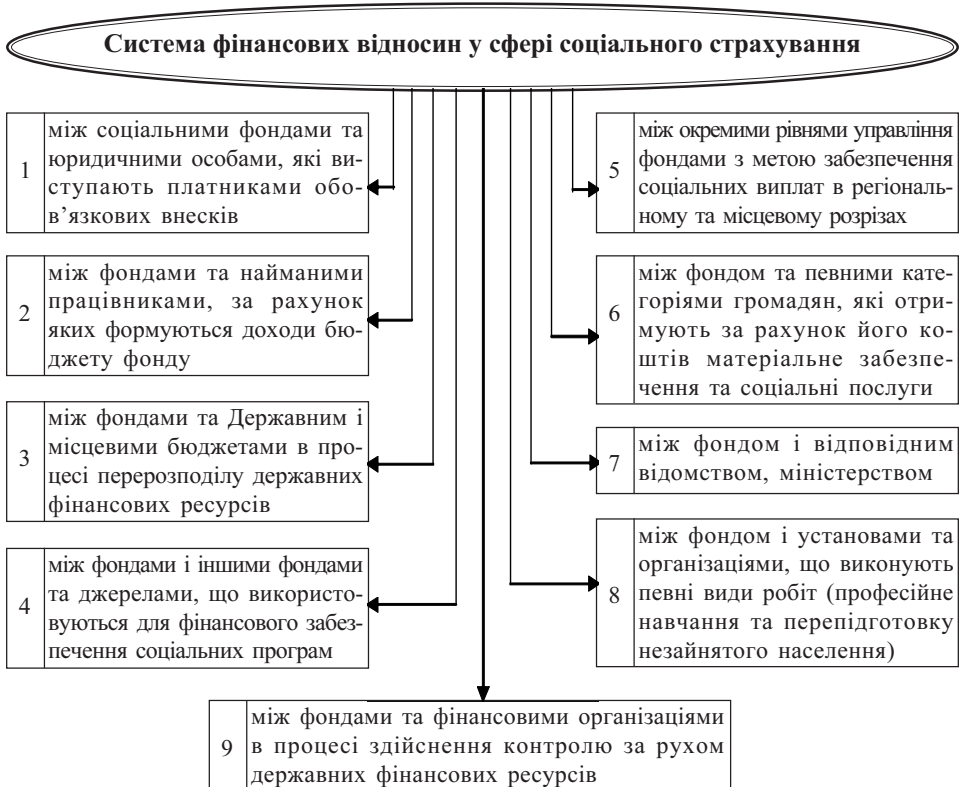 Система фінансових відносин у сфері соціального страхування
1
між соціальними фондами та
юридичними особами, які ви-
ступають платниками обо-
в’язкових внесків
2
між фондами та найманими
працівниками, за рахунок
яких формуються доходи бю-
джету фонду
3
між фондами та Державним і
місцевими бюджетами в про-
цесі перерозподілу державних
фінансових ресурсів
4
між фондами і іншими фондами
та джерелами, що використо-
вуються для фінансового забез-
печення соціальних програм
5
між окремими рівнями управління
фондами з метою забезпечення
соціальних виплат в регіональ-
ному та місцевому розрізах
6
між фондом та певними кате-
горіями громадян, які отри-
мують за рахунок його ко-
штів матеріальне забезпе-
чення та соціальні послуги
7
між фондом і відповідним
відомством, міністерством
8
між фондом і установами та
організаціями, що виконують
певні види робіт (професійне
навчання та перепідготовку
незайнятого населення)
9
між фондами та фінансовими організаціями
в процесі здійснення контролю за рухом
державних фінансових ресурсів